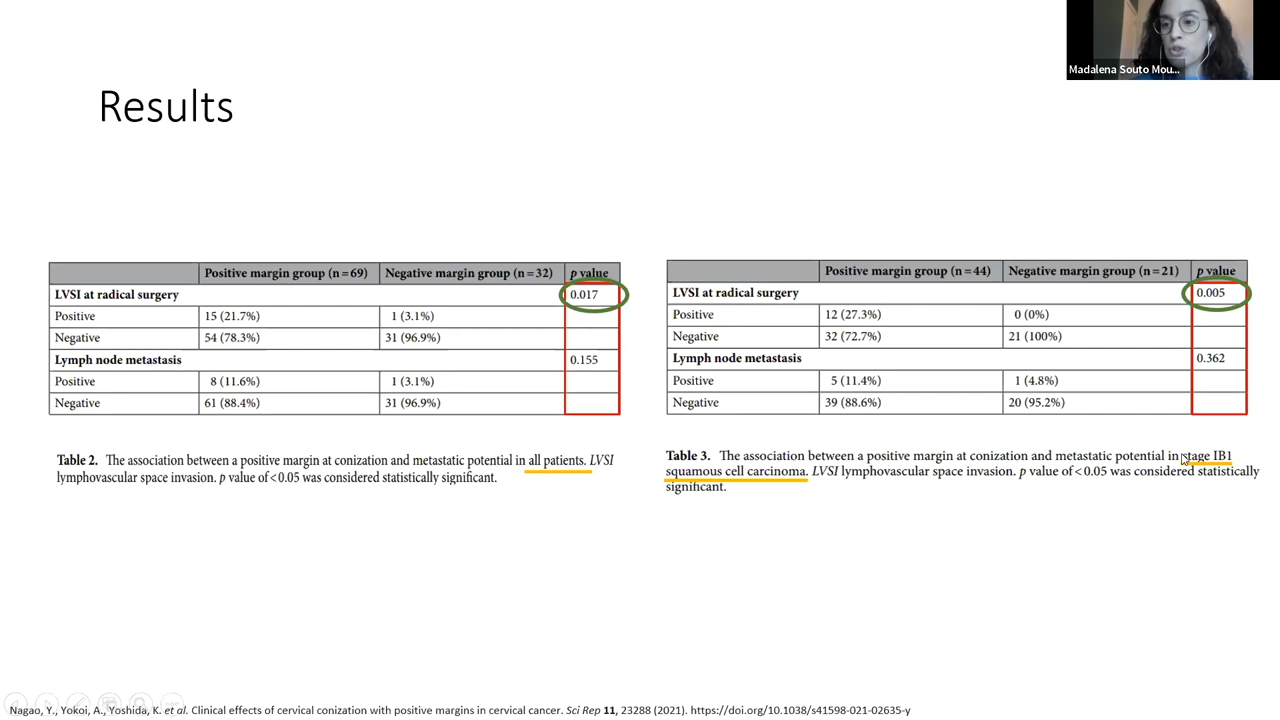 Madalena Souto Mou...
Results
Positive margin group (n = 69) Negative margin group (n = 32) p value
LVSI at radical surgery 0.017
Positive 15 (21.7%) 1 (3.1%)
Negative 54 (78.3%) 31 (96.9%)
Lymph node metastasis 0.155
Positive 8 (11.6%) 1 (3.1%)
Negative 61 (88.4%) 31 (96.9%)
Table 2. The association between a positive margin at conization and metastatic potential in all patients. LVSI
lymphovascular space invasion. p value of < 0.05 was considered statistically significant.
Positive margin group (n = 44) Negative margin group (n = 21) p value
LVSI at radical surgery 0.005
Positive 12 (27.3%) 0 (0%)
Negative 32 (72.7%) 21 (100%)
Lymph node metastasis 0.362
Positive 5 (11.4%) 1 (4.8%)
Negative 39 (88.6%) 20 (95.2%)
Table 3. The association between a positive margin at conization and metastatic potential in stage IB1
squamous cell carcinoma. LVSI lymphovascular space invasion. p value of < 0.05 was considered statistically
significant.
Nagao, Y., Yokoi, A., Yoshida, K. et al. Clinical effects of cervical conization with positive margins in cervical cancer. Sci Rep 11, 23288 (2021). https://doi.org/10.1038/s41598-021-02635-y